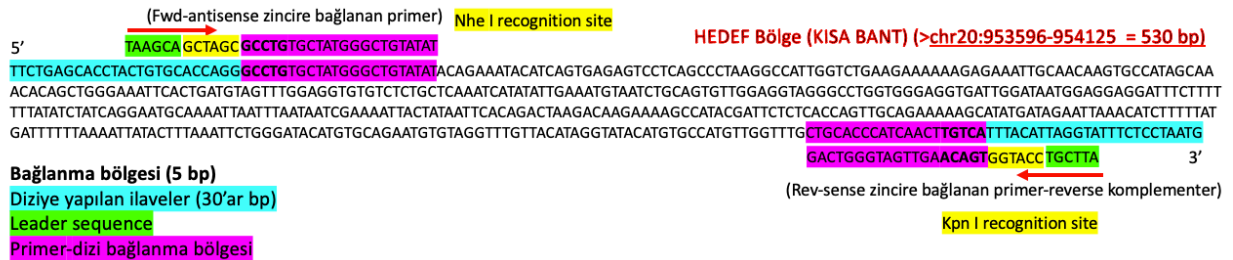 (Fwd-antisense zincire bağlanan primer)
Nhe I recognition site
5’
TAAGCA GCTAGC GCCTGTGCTATGGGCTGTATAT
HEDEF Bölge (KISA BANT) (>chr20:953596-954125 = 530 bp)
TTCTGAGCACCTACTGTGCACCAGGGCCTGTGCTATGGGCTGTATATACAGAAATACATCAGTGAGAGTCCTCAGCCCTAAGGCCATTGGTCTGAAGAAAAAAGAGAAATTGCAACAAGTGCCATAGCAA
ACACAGCTGGGAAATTCACTGATGTAGTTTGGAGGTGTGTCTCTGCTCAAATCATATATTGAAATGTAATCTGCAGTGTTGGAGGTAGGGCCTGGTGGGAGGTGATTGGATAATGGAGGAGGATTTCTTTT
TTTATATCTATCAGGAATGCAAAATTAATTTAATAATCGAAAATTACTATAATTCACAGACTAAGACAAGAAAAGCCATACGATTCTCTCACCAGTTGCAGAAAAAGCATATGATAGAATTAAACATCTTTTTAT
GATTTTTTAAAATTATACTTTAAATTCTGGGATACATGTGCAGAATGTGTAGGTTTGTTACATAGGTATACATGTGCCATGTTGGTTTGCTGCACCCATCAACTTGTCATTTACATTAGGTATTTCTCCTAATG
GACTGGGTAGTTGAACAGTGGTACC TGCTTA
3’
Bağlanma bölgesi (5 bp)
(Rev-sense zincire bağlanan primer-reverse komplementer)
Diziye yapılan ilaveler (30’ar bp)
Kpn I recognition site
Leader sequence
Primer-dizi bağlanma bölgesi